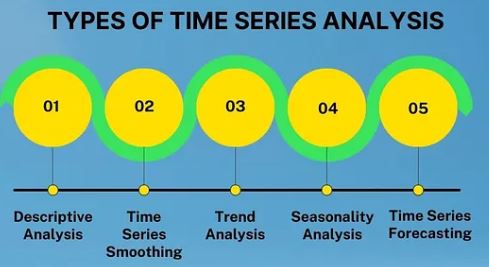 TYPES OF TIME SERIES ANALYSIS
01
02
03
04
05
Descriptive
Analysis
Time
Series
Smoothing
Trend
Analysis
Seasonality
Analysis
Time Series
Forecasting